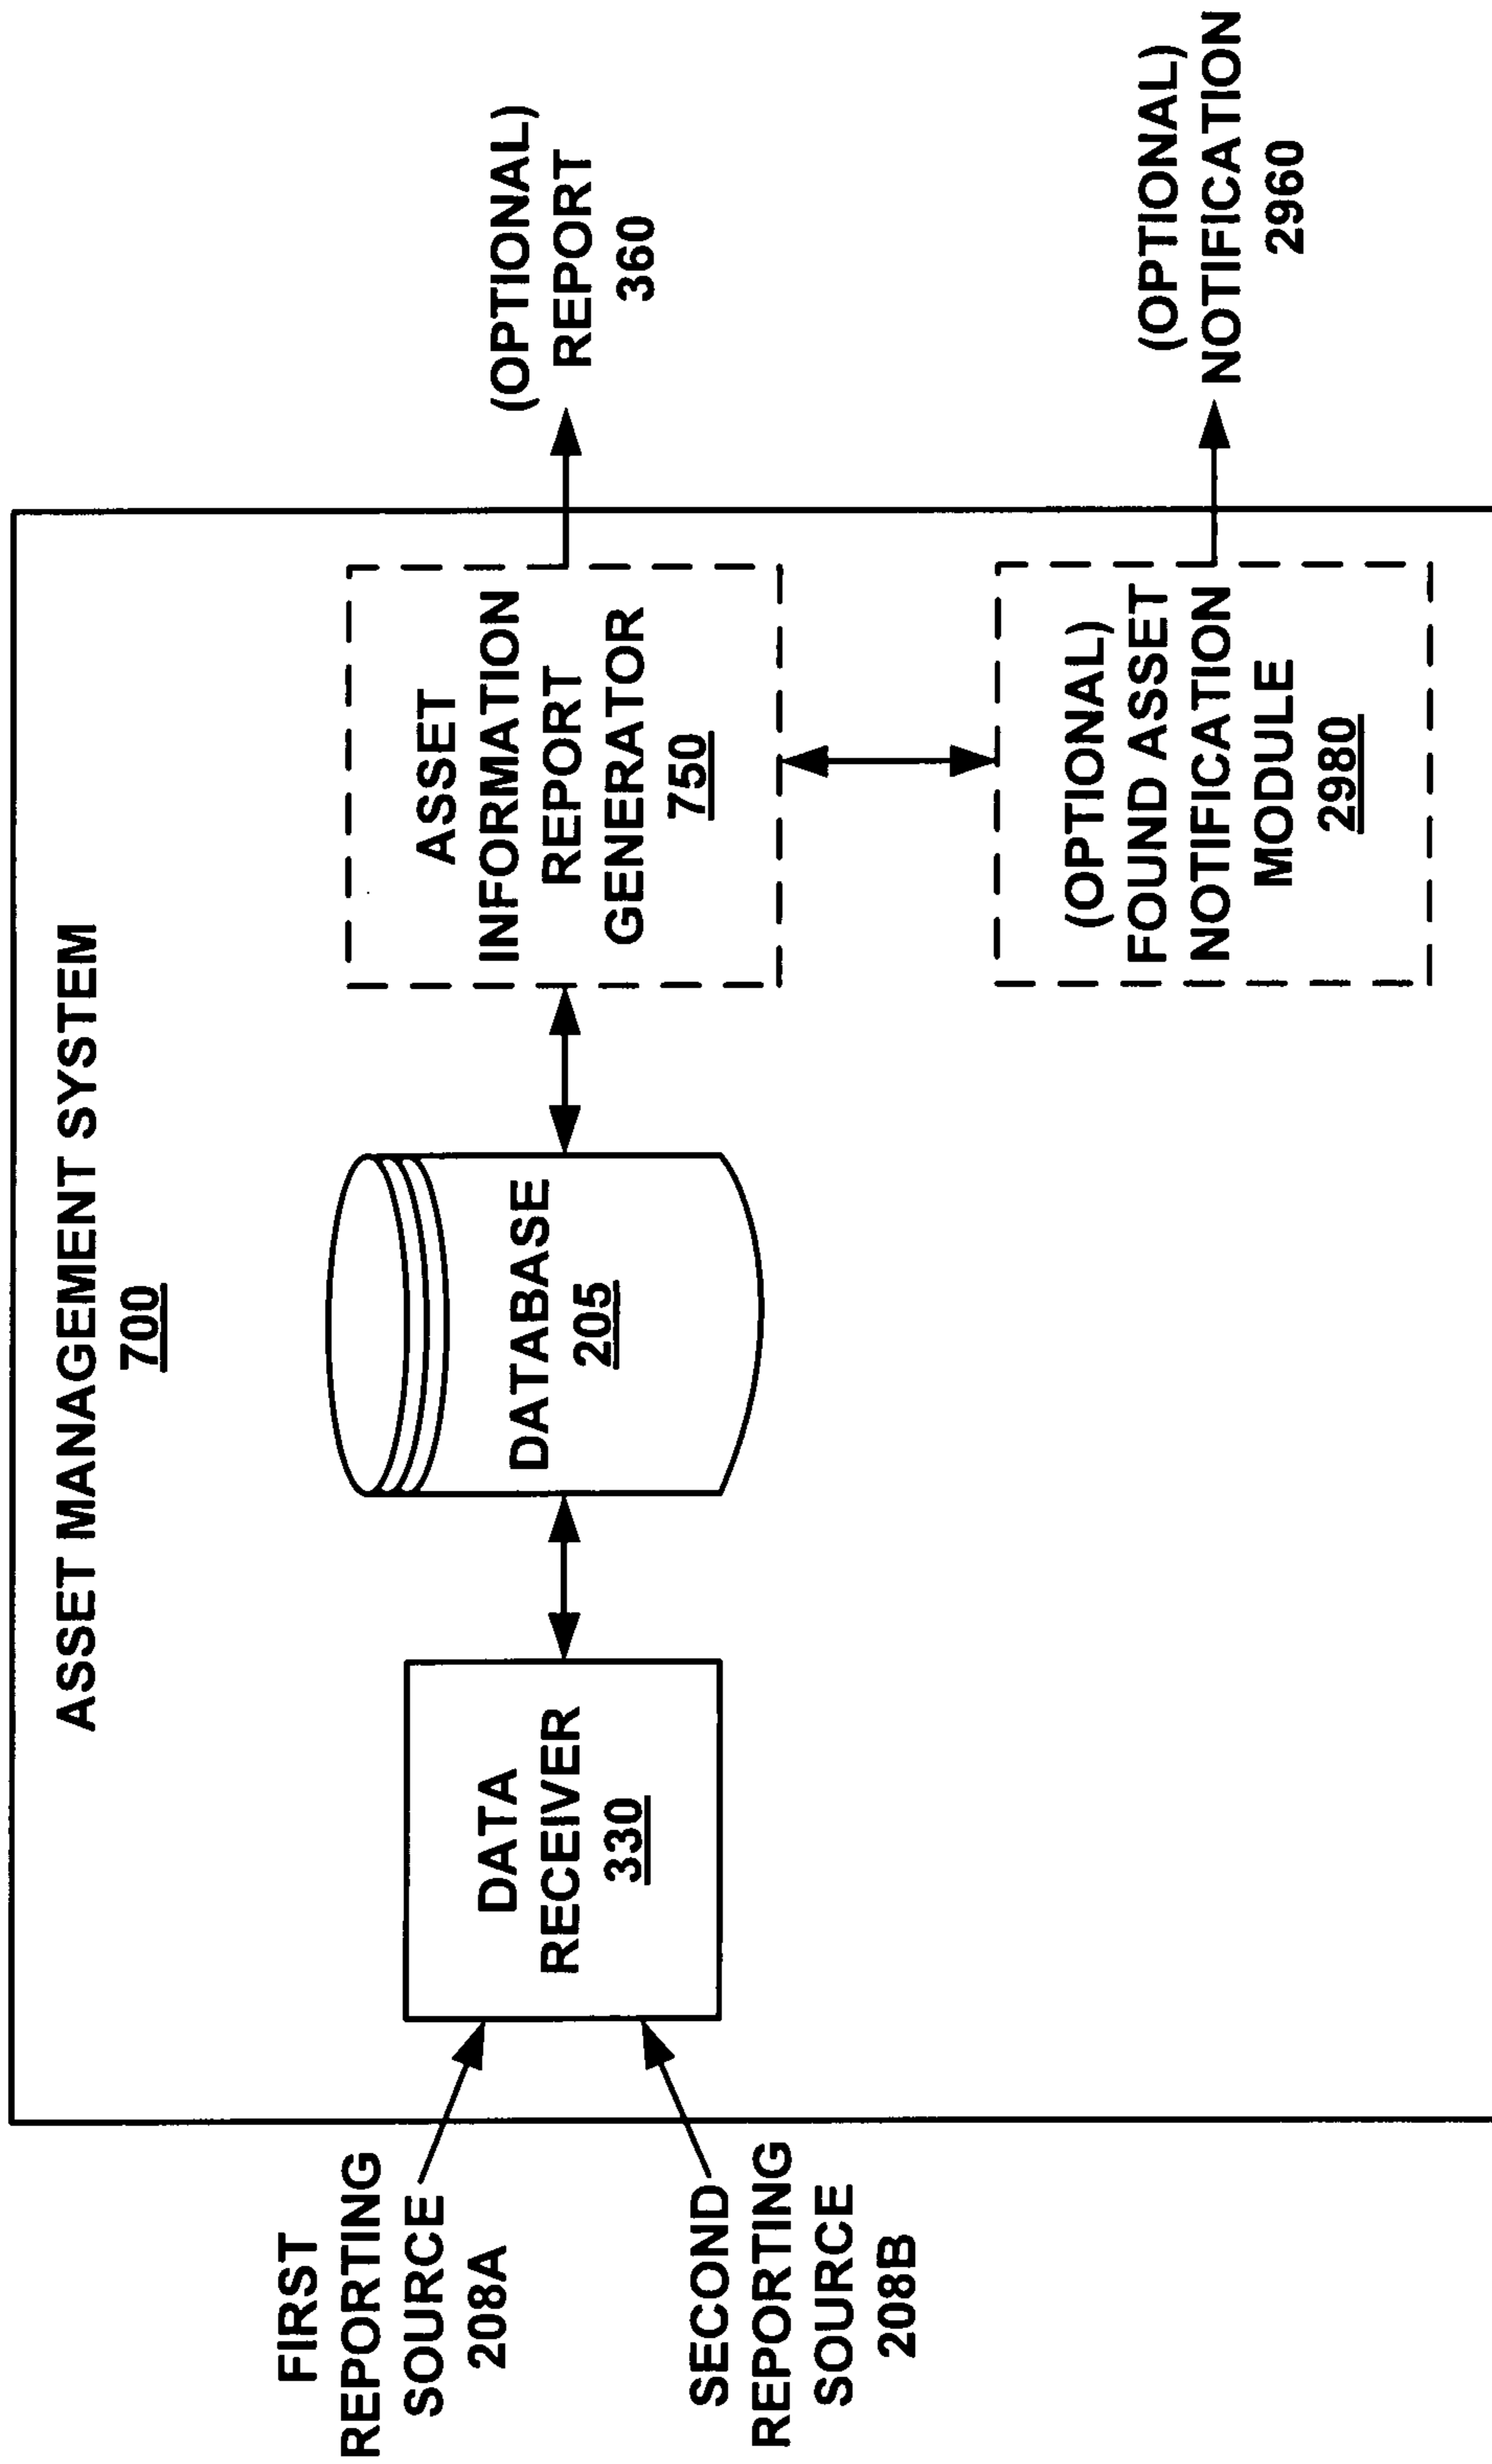 ASSET MANAGEMENT SYSTEM
700
FIRST
REPORTING
SOURCE
208A
SECOND
REPORTING
SOURCE
208B
DATA
RECEIVER
330
DATABASE
205
ASSET
INFORMATION
REPORT
GENERATOR
750
(OPTIONAL)
REPORT
360
(OPTIONAL)
FOUND ASSET
NOTIFICATION
MODULE
2980
(OPTIONAL)
NOTIFICATION
2960